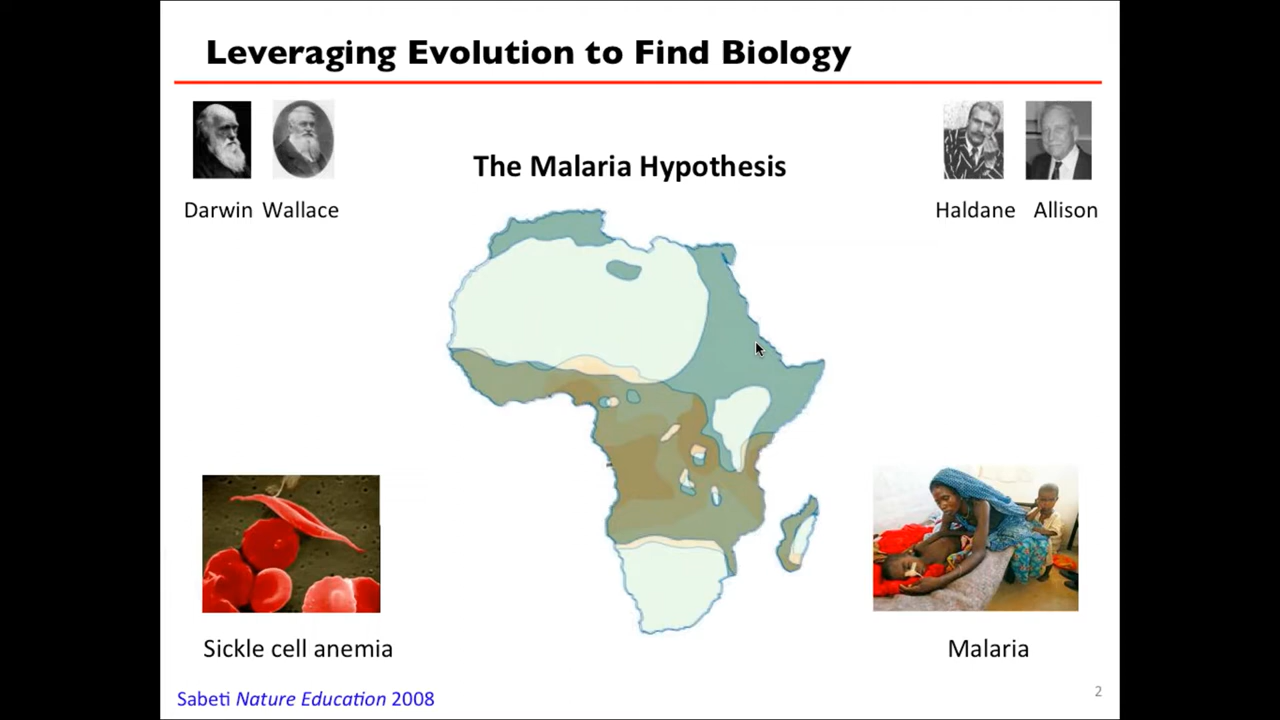 Leveraging Evolution to Find Biology
Darwin Wallace
The Malaria Hypothesis
Haldane Allison
Sickle cell anemia
Malaria
Sabeti Nature Education 2008
2